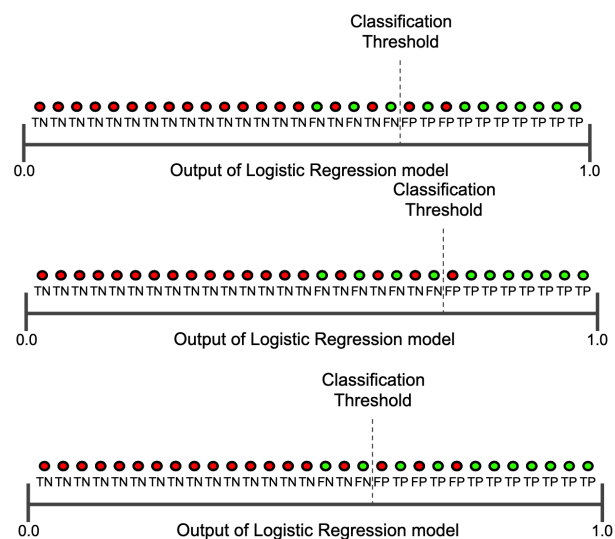 Classification
Threshold
TN TN TN TN TN TN TN TN TN TN TN TN TN TN TN FN TN FN TN FN FP TP FP TP TP TP TP TP TP TP
0.0 Output of Logistic Regression model 1.0
Classification
Threshold
TN TN TN TN TN TN TN TN TN TN TN TN TN TN TN FN TN FN TN FN TN FN FP TP TP TP TP TP TP TP
0.0 Output of Logistic Regression model 1.0
Classification
Threshold
TN TN TN TN TN TN TN TN TN TN TN TN TN TN TN FN TN FN FP TP FP TP FP TP TP TP TP TP TP TP
0.0 Output of Logistic Regression model 1.0